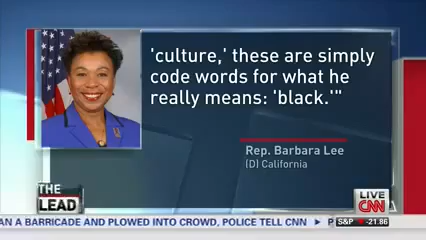 'culture,' these are simply
code words for what he
really means: 'black.'"
Rep. Barbara Lee
(D) California
THE
LEAD
LIVE
CNN
AN A BARRICADE AND PLOWED INTO CROWD, POLICE TELL CNN
S&P -21.86